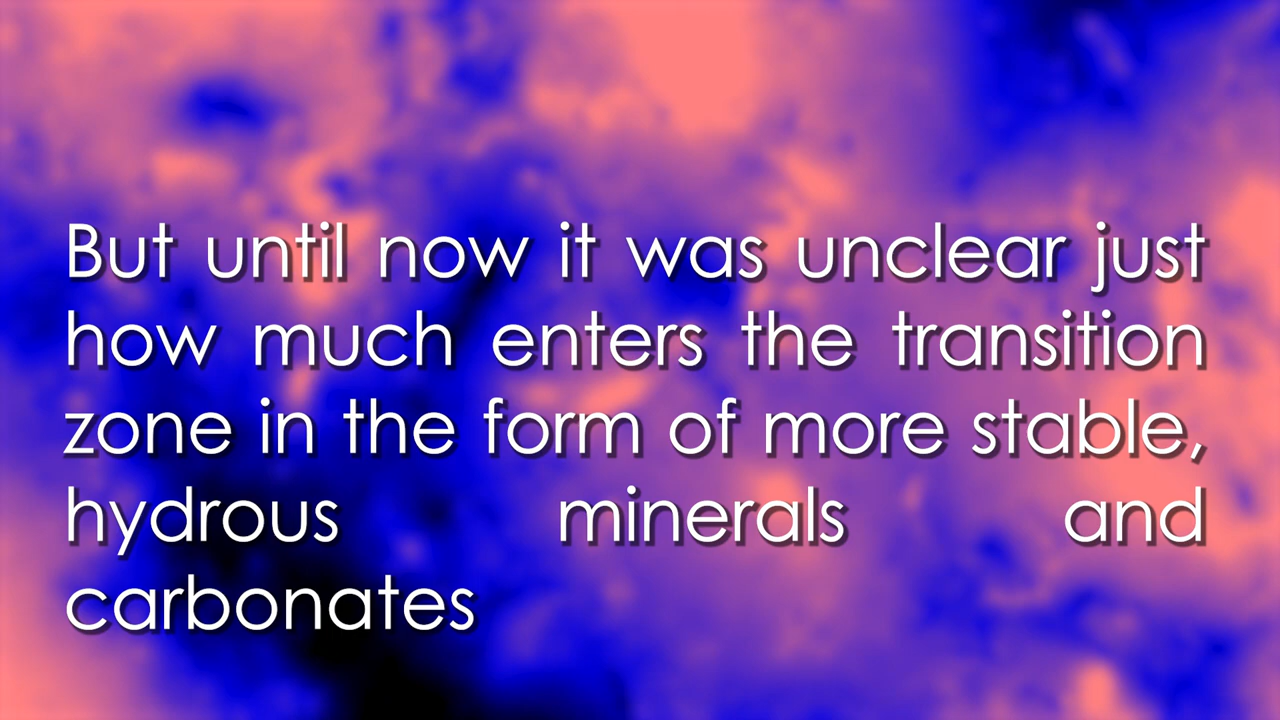 But until now it was unclear just
how much enters the transition
zone in the form of more stable,
hydrous minerals and
carbonates